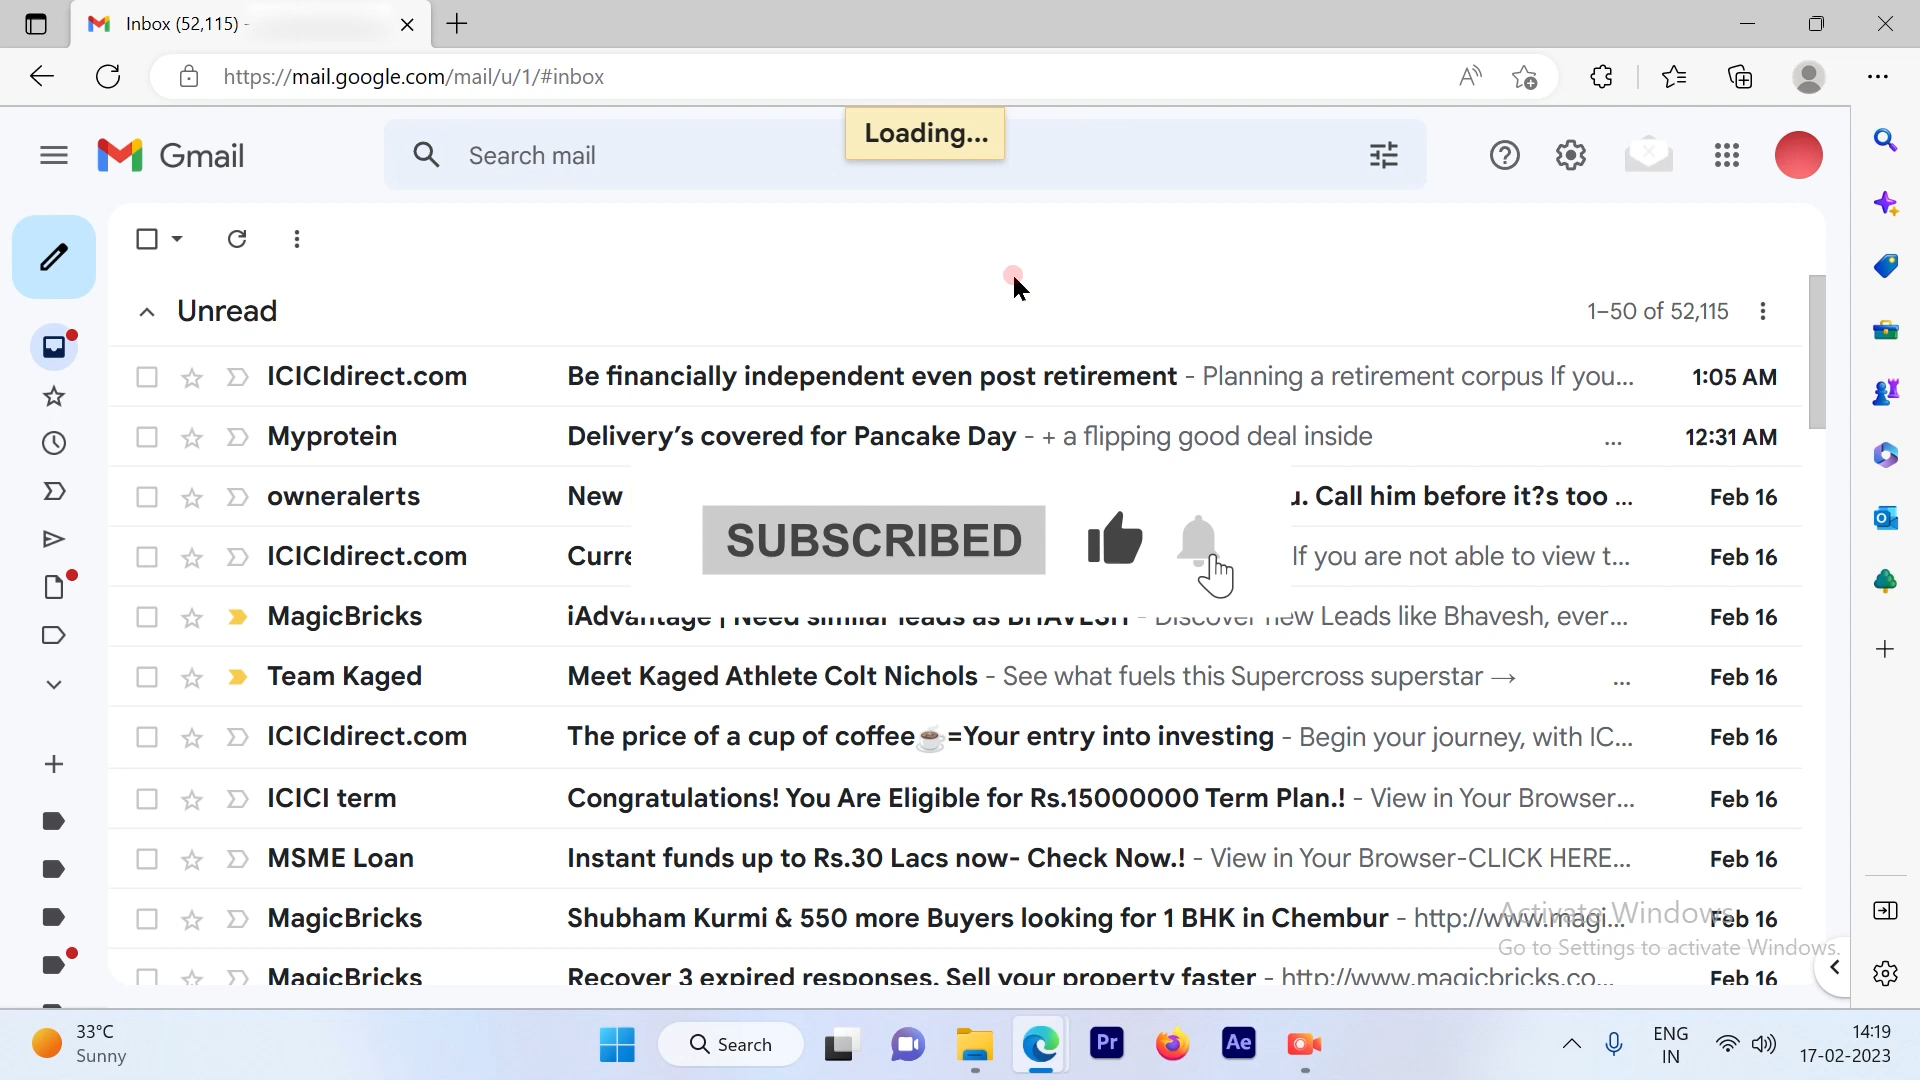 Inbox (52,115) -
https://mail.google.com/mail/u/1/#inbox
Loading...
Gmail
Search mail
Unread
1–50 of 52,115
ICICIdirect.com Be financially independent even post retirement - Planning a retirement corpus If you... 1:05 AM
Myprotein Delivery's covered for Pancake Day - + a flipping good deal inside ... 12:31 AM
owneralerts New . Call him before it?s too ... Feb 16
SUBSCRIBED
ICICIdirect.com If you are not able to view t... Feb 16
MagicBricks iAdvantage | Need similar leads as BHAVESH - Discover new Leads like Bhavesh, ever... Feb 16
Team Kaged Meet Kaged Athlete Colt Nichols - See what fuels this Supercross superstar → ... Feb 16
ICICIdirect.com The price of a cup of coffee☕=Your entry into investing - Begin your journey, with IC... Feb 16
ICICI term Congratulations! You Are Eligible for Rs.15000000 Term Plan.! - View in Your Browser... Feb 16
MSME Loan Instant funds up to Rs.30 Lacs now- Check Now.! - View in Your Browser-CLICK HERE... Feb 16
MagicBricks Shubham Kurmi & 550 more Buyers looking for 1 BHK in Chembur - http://www.magi... Feb 16
Activate Windows
Go to Settings to activate Windows.
MagicBricks Recover 3 expired responses. Sell your property faster - http://www.magicbricks.co... Feb 16
33°C
Sunny
Search
Pr
Ae
ENG
IN
14:19
17-02-2023